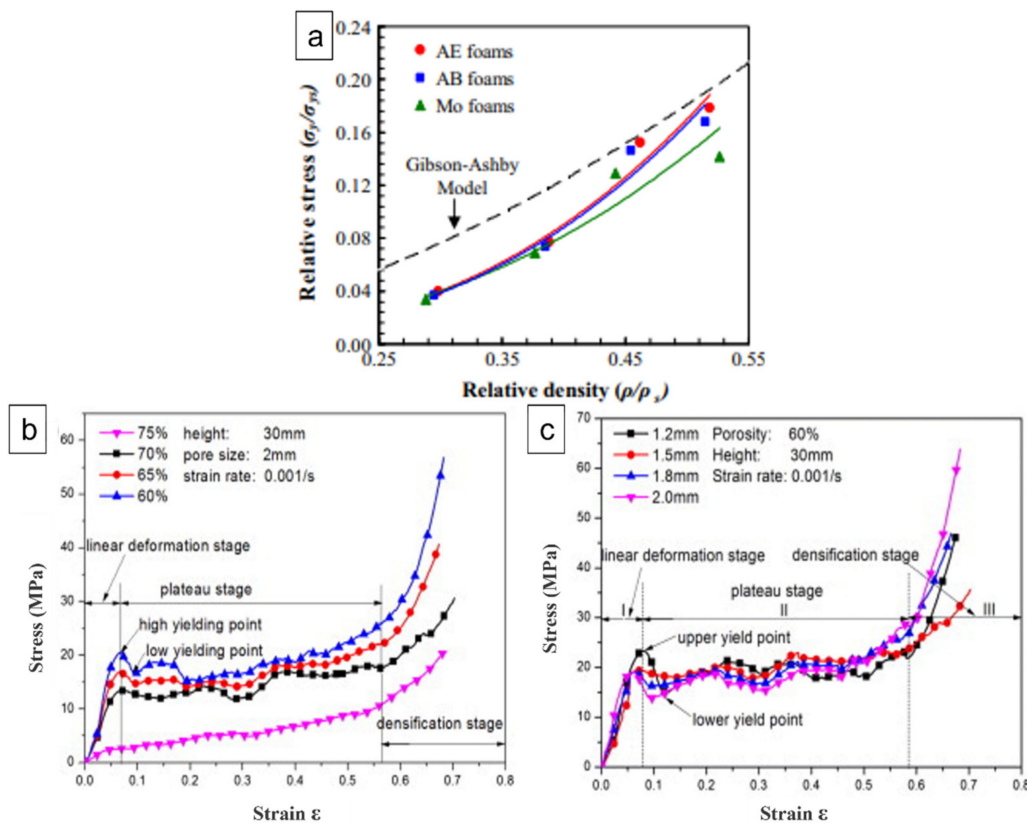 a
0.24
0.20
0.16
0.12
0.08
0.04
0.00
0.25
0.35
0.45
0.55
AE foams
AB foams
Mo foams
Gibson-Ashby
Model
Relative stress (σy/σys)
Relative density (ρ/ρ s)
b
60
50
40
30
20
10
0
0.0 0.1 0.2 0.3 0.4 0.5 0.6 0.7 0.8
75% height: 30mm
70% pore size: 2mm
65% strain rate: 0.001/s
60%
linear deformation stage
plateau stage
high yielding point
low yielding point
densification stage
Stress (MPa)
Strain ε
c
70
60
50
40
30
20
10
0
0.0 0.1 0.2 0.3 0.4 0.5 0.6 0.7 0.8
1.2mm Porosity: 60%
1.5mm Height: 30mm
1.8mm Strain rate: 0.001/s
2.0mm
linear deformation stage
densification stage
plateau stage
I
II
III
upper yield point
lower yield point
Stress (MPa)
Strain ε